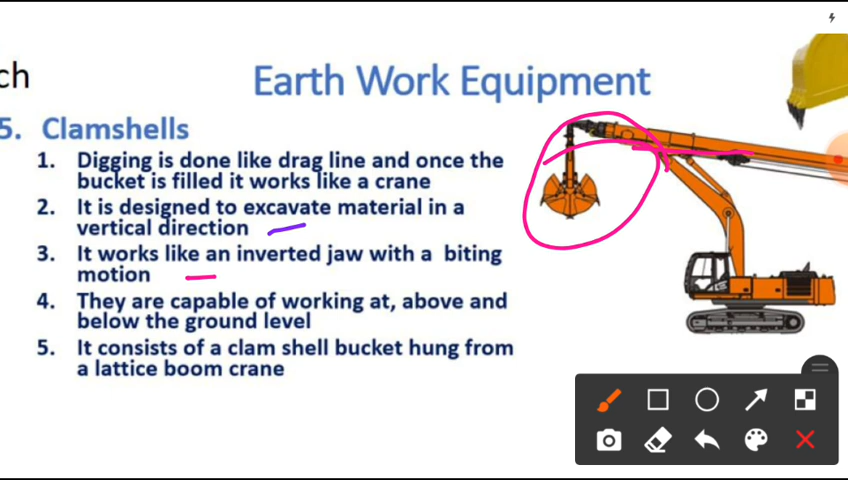 ch
Earth Work Equipment
5. Clamshells
1. Digging is done like drag line and once the
bucket is filled it works like a crane
2. It is designed to excavate material in a
vertical direction
3. It works like an inverted jaw with a biting
motion
4. They are capable of working at, above and
below the ground level
5. It consists of a clam shell bucket hung from
a lattice boom crane